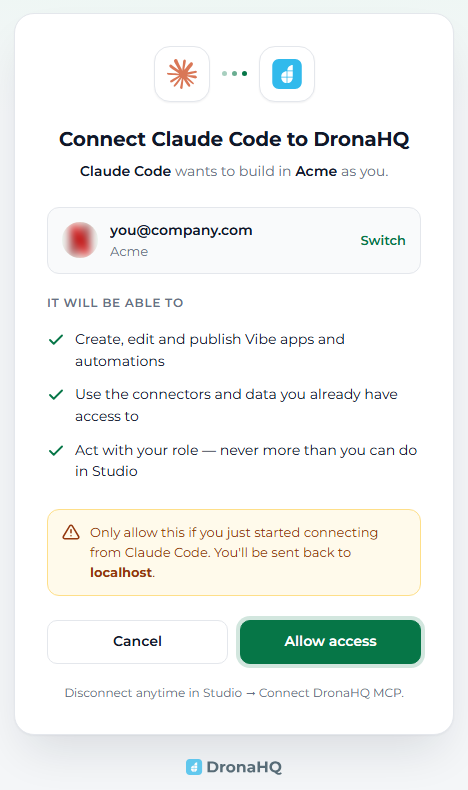 Connect Claude Code to DronaHQ
Claude Code wants to build in Acme as you.
you@company.com
Acme
Switch
IT WILL BE ABLE TO
Create, edit and publish Vibe apps and
automations
Use the connectors and data you already have
access to
Act with your role — never more than you can do
in Studio
Only allow this if you just started connecting
from Claude Code. You'll be sent back to
localhost.
Cancel
Allow access
Disconnect anytime in Studio → Connect DronaHQ MCP.
DronaHQ